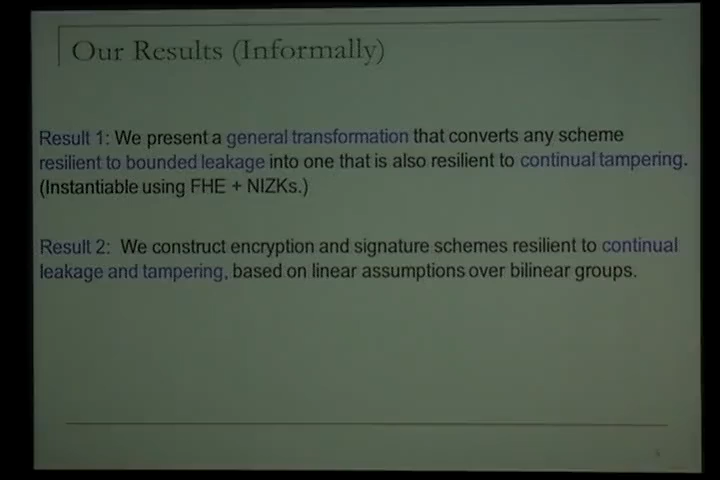 Our Results (Informally)
Result 1: We present a general transformation that converts any scheme
resilient to bounded leakage into one that is also resilient to continual tampering.
(Instantiable using FHE + NIZKs.)
Result 2: We construct encryption and signature schemes resilient to continual
leakage and tampering, based on linear assumptions over bilinear groups.